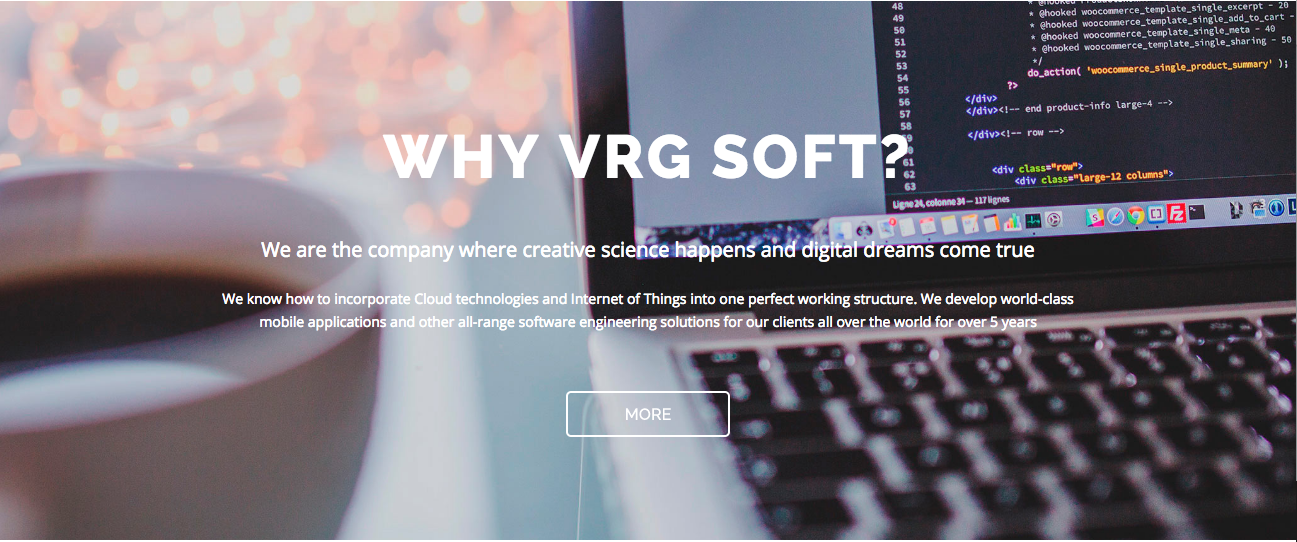 48
* @hooked woocommerce_template_single_excerpt - 20
49
* @hooked woocommerce_template_single_add_to_cart -
50
* @hooked woocommerce_template_single_meta - 40
51
* @hooked woocommerce_template_single_sharing - 50
52
*/
53
do_action( 'woocommerce_single_product_summary' );
54
?>
55
</div>
56
</div><!-- end product-info large-4 -->
57
58
</div><!-- row -->
WHY VRG SOFT?
61
<div class="row">
62
<div class="large-12 columns">
63
Ligne 24, colonne 34 — 117 lignes
We are the company where creative science happens and digital dreams come true
We know how to incorporate Cloud technologies and Internet of Things into one perfect working structure. We develop world-class
mobile applications and other all-range software engineering solutions for our clients all over the world for over 5 years
MORE